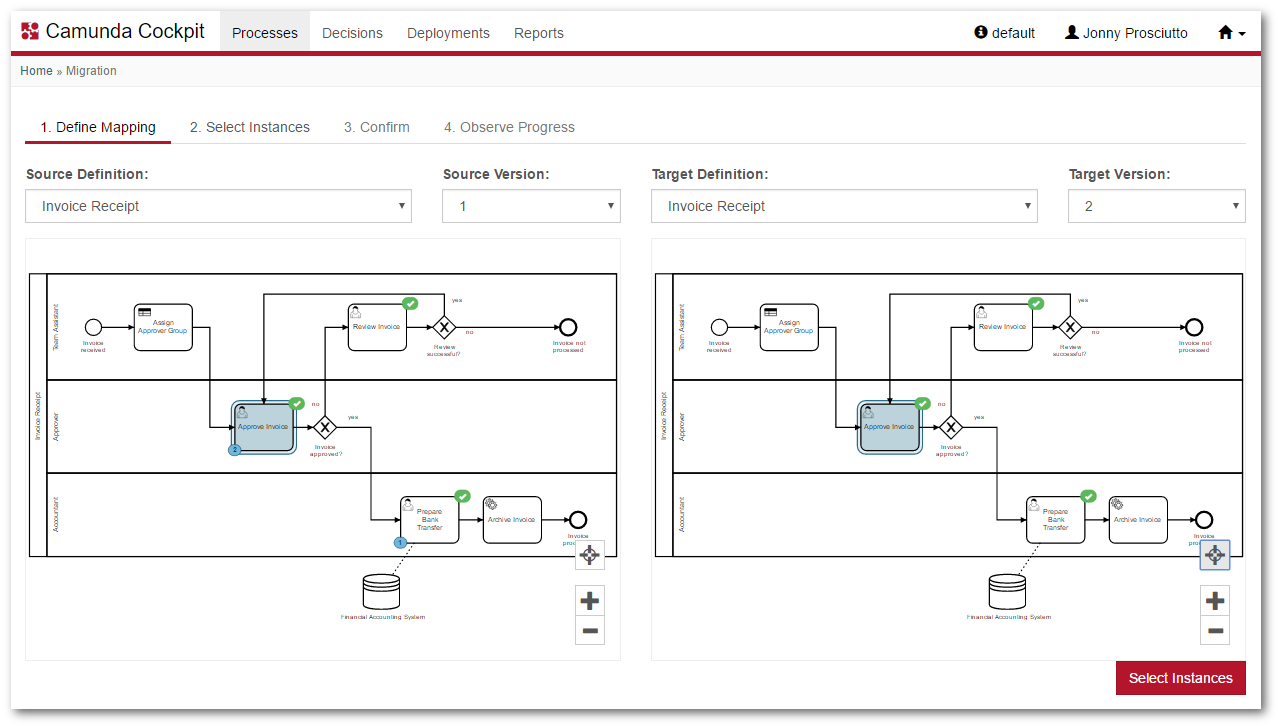 Camunda Cockpit
Processes
Decisions
Deployments
Reports
default
Jonny Prosciutto
Home » Migration
1. Define Mapping
2. Select Instances
3. Confirm
4. Observe Progress
Source Definition:
Source Version:
Target Definition:
Target Version:
Invoice Receipt
1
Invoice Receipt
2
Invoice Receipt
Team Assistant
Invoice
received
Assign
Approver Group
Review Invoice
yes
no
Review
successful?
Invoice not
processed
Approver
Approve Invoice
2
no
yes
Invoice
approved?
Accountant
Prepare
Bank
Transfer
1
Archive Invoice
Invoice
Financial Accounting System
Invoice Receipt
Team Assistant
Invoice
received
Assign
Approver Group
Review Invoice
yes
no
Review
successful?
Invoice not
processed
Approver
Approve Invoice
no
yes
Invoice
approved?
Accountant
Prepare
Bank
Transfer
Archive Invoice
Invoice
Financial Accounting System
Select Instances